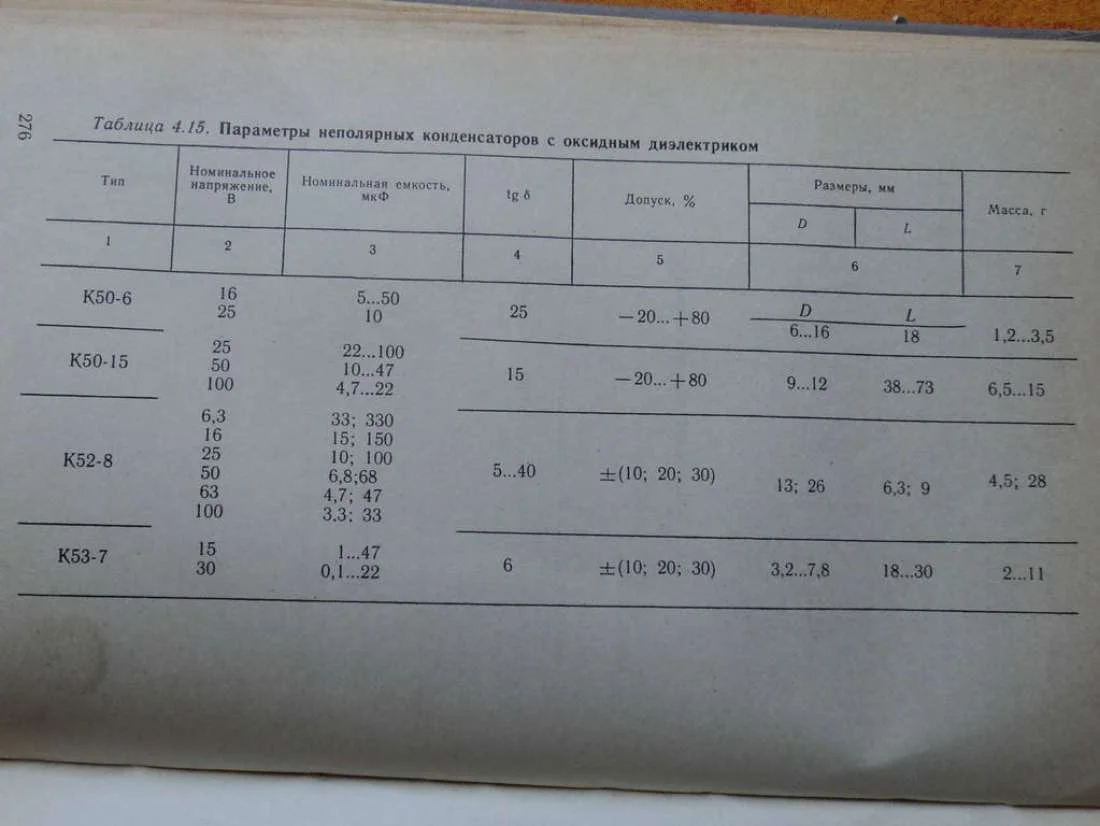 276
Таблица 4.15. Параметры неполярных конденсаторов с оксидным диэлектриком
Тип
Номинальное
напряжение,
В
Номинальная емкость,
мкФ
tg δ
Допуск, %
Размеры, мм
D L
Масса, г
1 2 3 4 5 6 7
К50-6 16 5...50 25 —20...+80 D L 1,2...3,5
25 10 6...16 18
К50-15 25 22...100 15 —20...+80 9...12 38...73 6,5...15
50 10...47
100 4,7...22
К52-8 6,3 33; 330 5...40 ±(10; 20; 30) 13; 26 6,3; 9 4,5; 28
16 15; 150
25 10; 100
50 6,8;68
63 4,7; 47
100 3.3; 33
К53-7 15 1...47 6 ±(10; 20; 30) 3,2...7,8 18...30 2...11
30 0,1...22